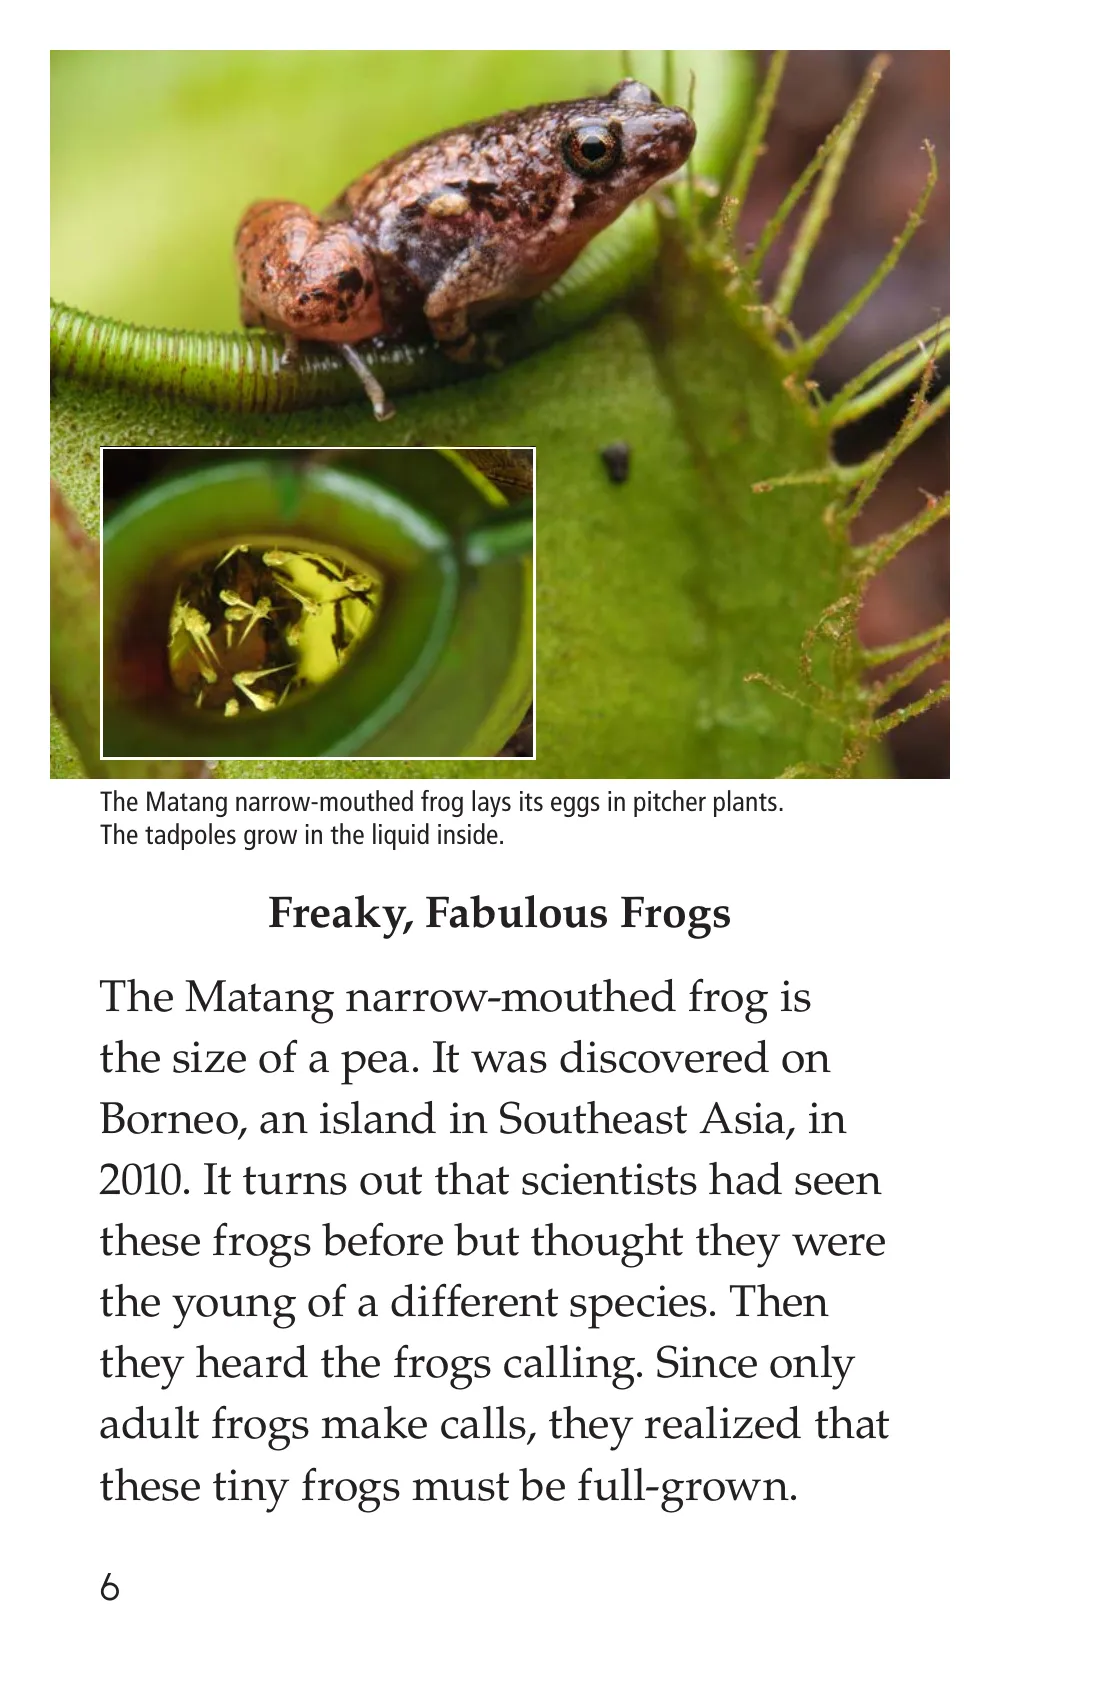 The Matang narrow-mouthed frog lays its eggs in pitcher plants.
The tadpoles grow in the liquid inside.
Freaky, Fabulous Frogs
The Matang narrow-mouthed frog is
the size of a pea. It was discovered on
Borneo, an island in Southeast Asia, in
2010. It turns out that scientists had seen
these frogs before but thought they were
the young of a different species. Then
they heard the frogs calling. Since only
adult frogs make calls, they realized that
these tiny frogs must be full-grown.
6